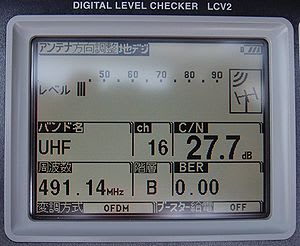 DIGITAL LEVEL CHECKER LCV2
アンテナ方向調整 地デジ
50 60 70 80 90
レベル
バンド名 ch C/N
UHF 16 27.7 dB
周波数 階層 BER
491.14 MHz B 0.00
変調方式 OFDM ブースター給電 OFF